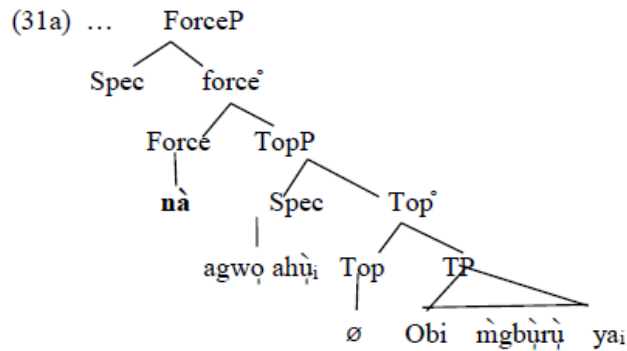 (31a) … ForceP
Spec force˚
Force TopP
nà Spec Top˚
agwọ ahụ̀ᵢ Top TP
ø Obi m̀gbụ̀rụ̀ yaᵢ